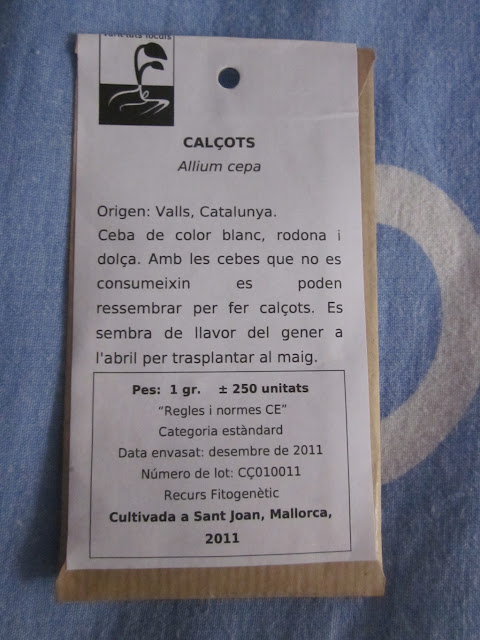 CALÇOTS
Allium cepa
Origen: Valls, Catalunya.
Ceba de color blanc, rodona i
dolça. Amb les cebes que no es
consumeixin es poden
ressembrar per fer calçots. Es
sembra de llavor del gener a
l'abril per trasplantar al maig.
Pes: 1 gr. ± 250 unitats
“Regles i normes CE”
Categoria estàndard
Data envasat: desembre de 2011
Número de lot: CÇ010011
Recurs Fitogenètic
Cultivada a Sant Joan, Mallorca,
2011